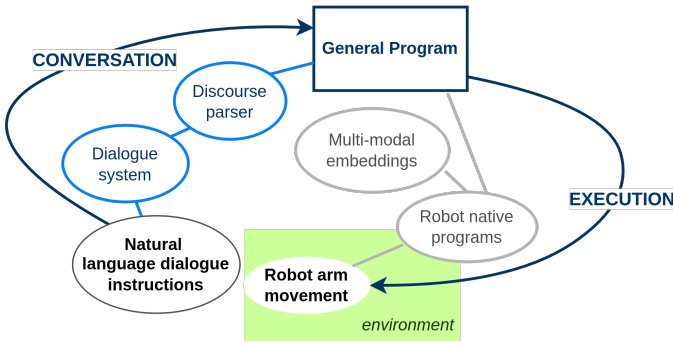 General Program
CONVERSATION
Discourse
parser
Multi-modal
embeddings
Dialogue
system
EXECUTION
Robot native
programs
Natural
language dialogue
instructions
Robot arm
movement
environment